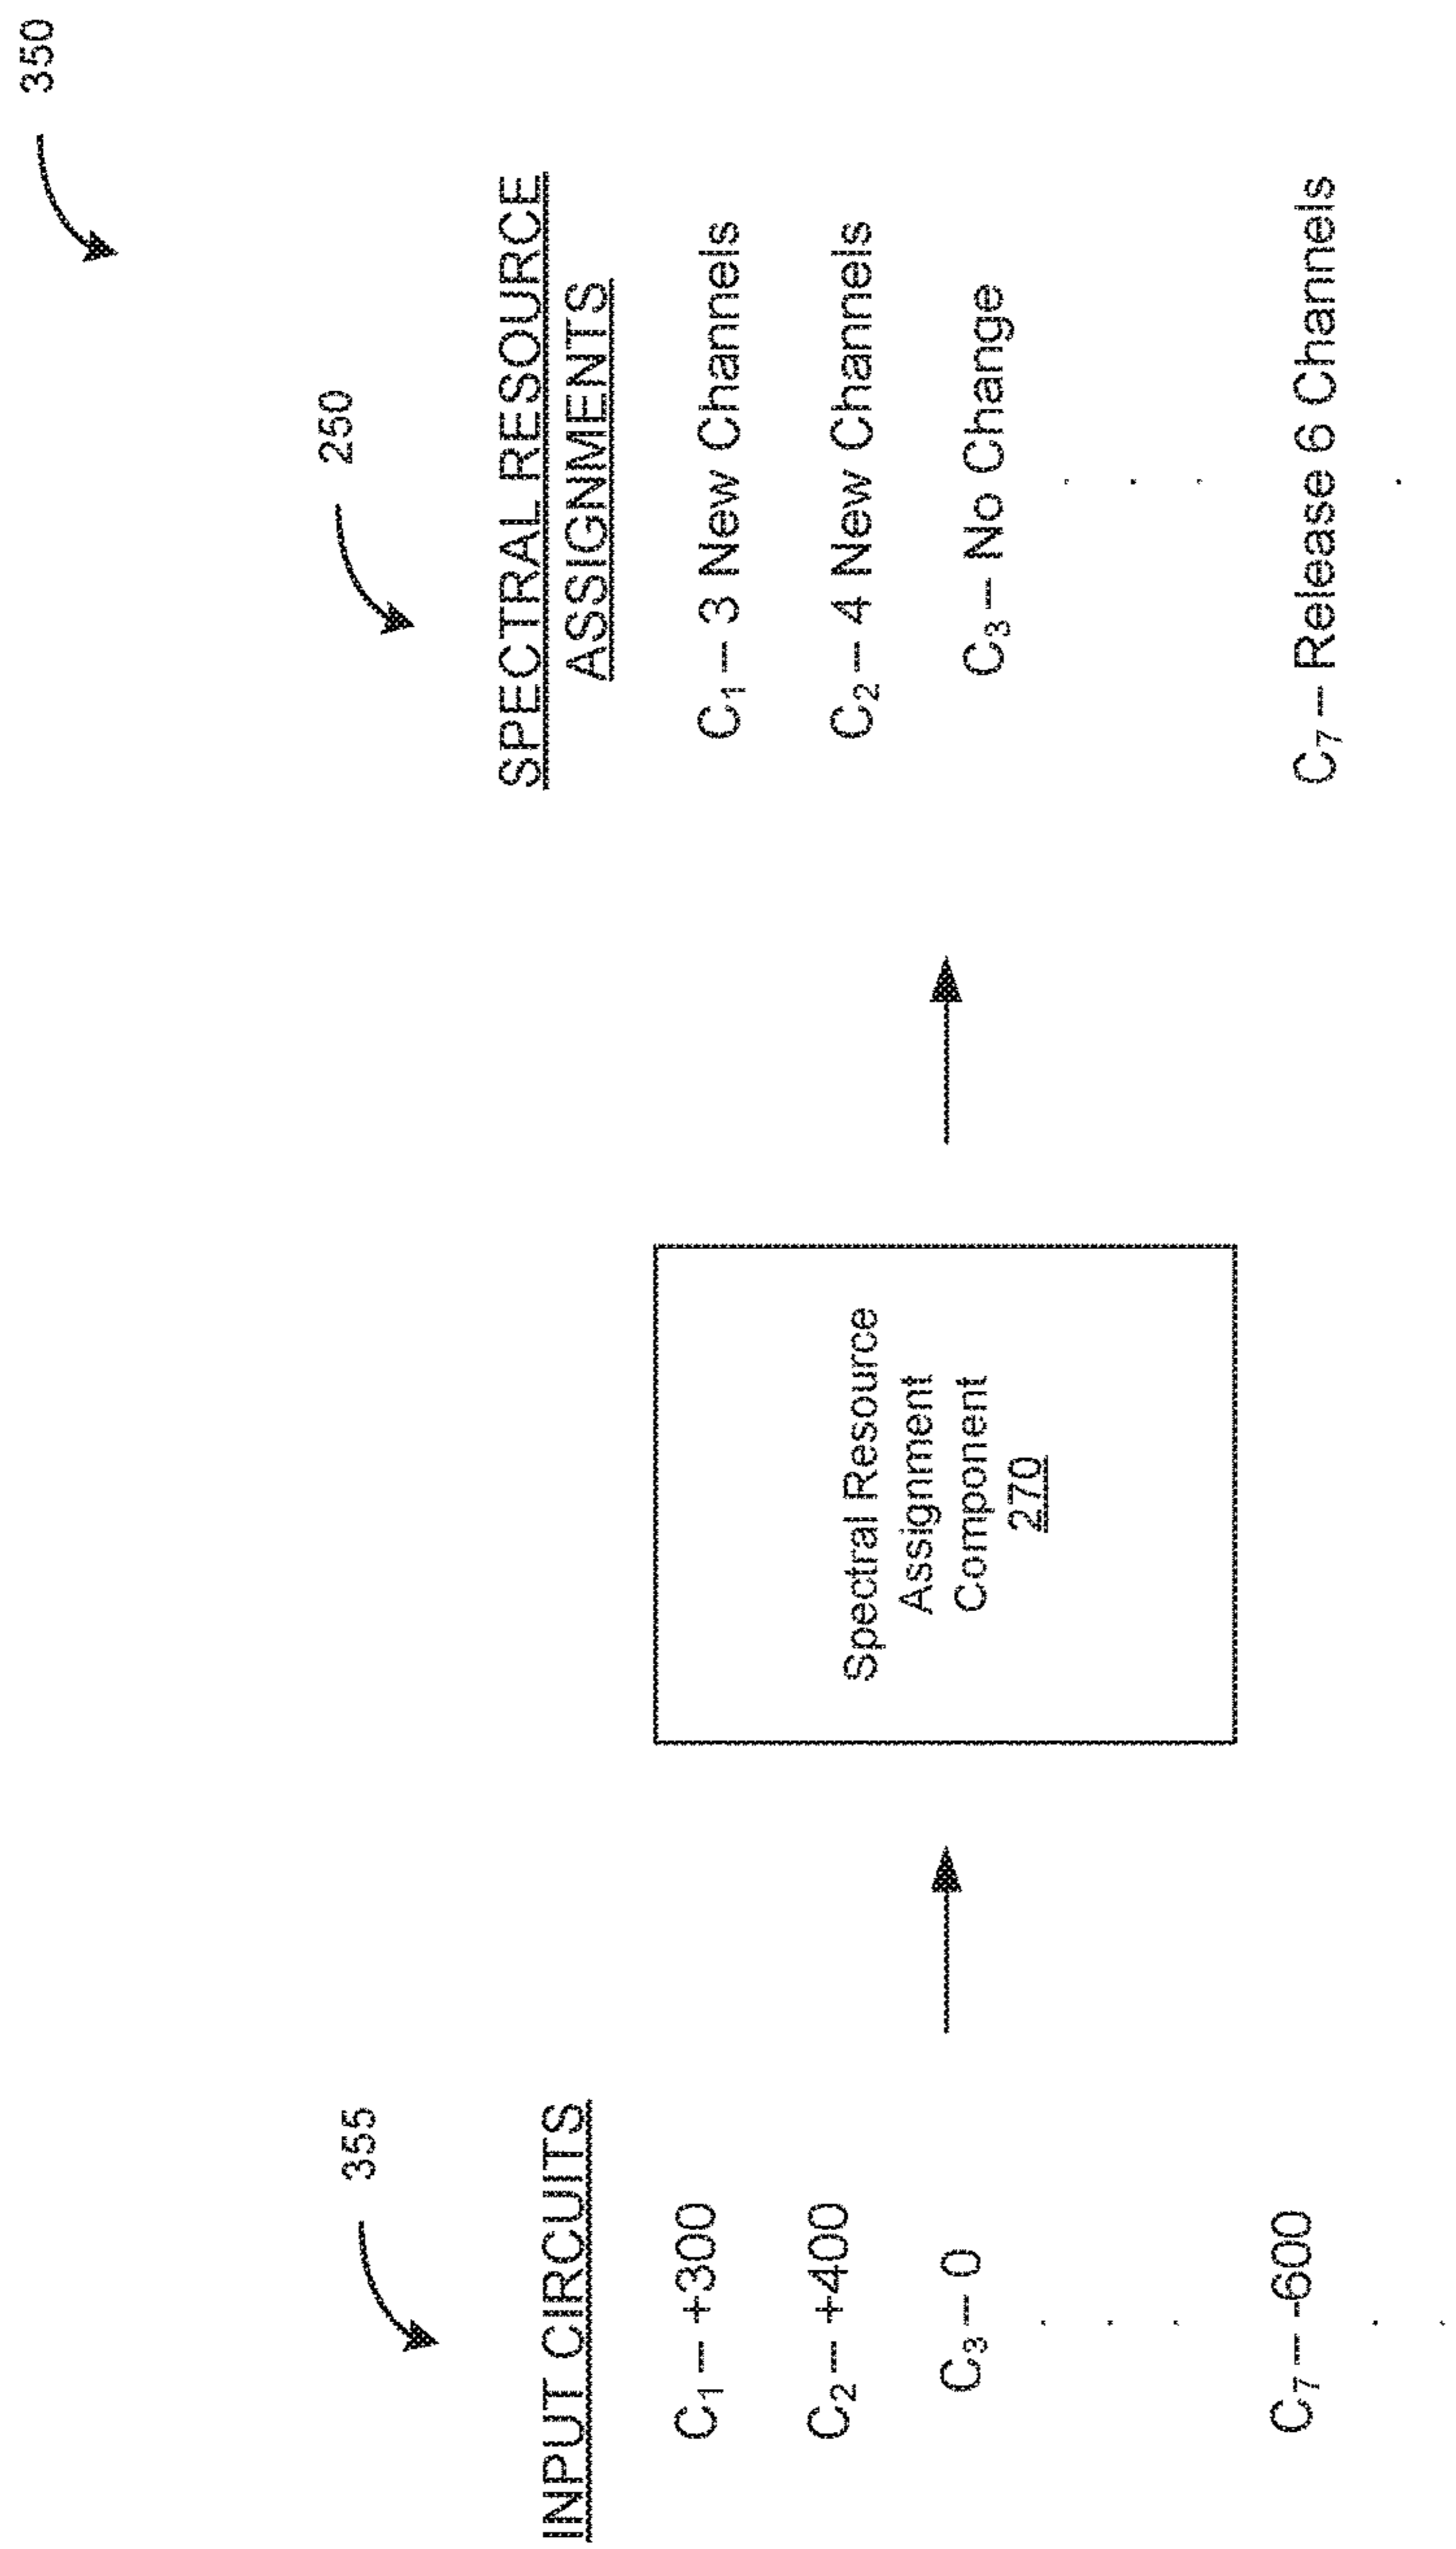 350
355
INPUT CIRCUITS
C₁ – +300
C₂ – +400
C₃ – 0
C₇ – -600
Spectral Resource
Assignment
Component
270
250
SPECTRAL RESOURCE
ASSIGNMENTS
C₁ – 3 New Channels
C₂ – 4 New Channels
C₃ – No Change
C₇ – Release 6 Channels